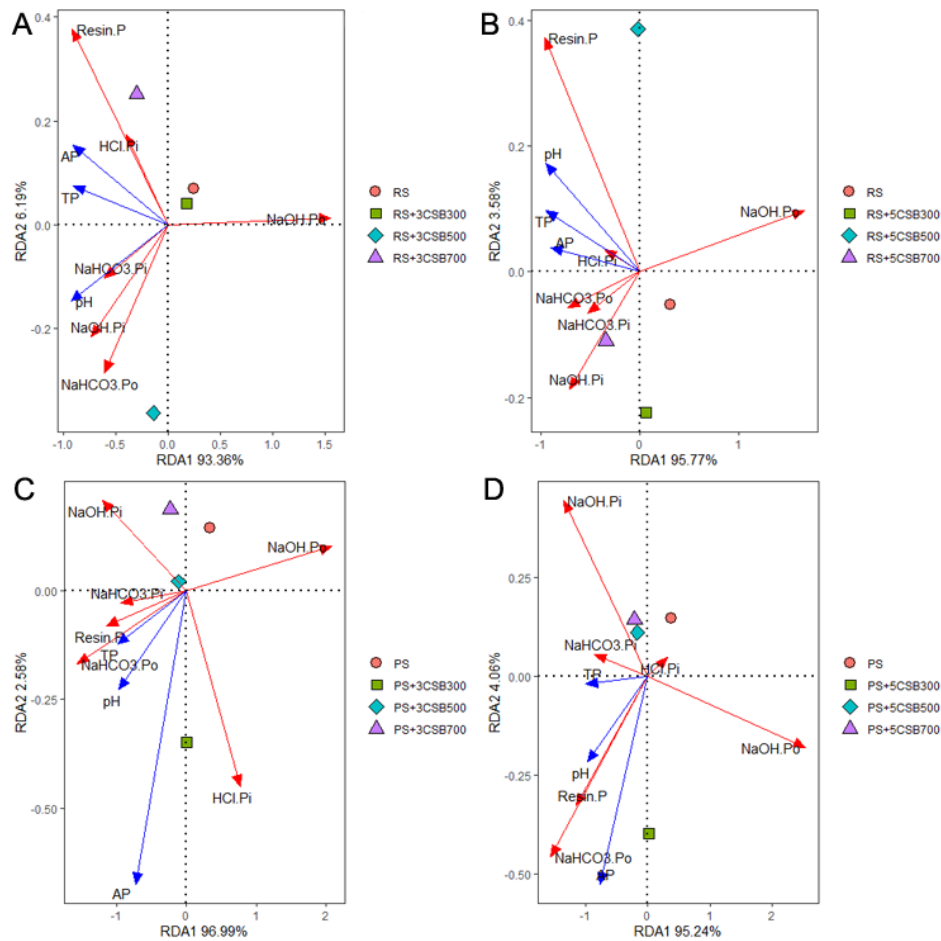 A
0.4
0.2
0.0
-0.2
RDA2 6.19%
Resin.P
HCl.Pi
AP
TP
NaOH.Po
NaHCO3.Pi
pH
NaOH.Pi
NaHCO3.Po
-1.0
-0.5
0.0
0.5
1.0
1.5
RDA1 93.36%
RS
RS+3CSB300
RS+3CSB500
RS+3CSB700
B
0.4
0.2
0.0
-0.2
RDA2 3.58%
Resin.P
pH
TP
AP
NaOH.Po
HCl.Pi
NaHCO3.Po
NaHCO3.Pi
NaOH.Pi
-1
0
1
RDA1 95.77%
RS
RS+5CSB300
RS+5CSB500
RS+5CSB700
C
0.00
-0.25
-0.50
RDA2 2.58%
NaOH.Pi
NaOH.Po
NaHCO3.Pi
Resin.P
TP
NaHCO3.Po
pH
HCl.Pi
AP
-1
0
1
2
RDA1 96.99%
PS
PS+3CSB300
PS+3CSB500
PS+3CSB700
D
0.25
0.00
-0.25
-0.50
RDA2 4.06%
NaOH.Pi
NaHCO3.Pi
HCl.Pi
TP
NaOH.Po
pH
Resin.P
NaHCO3.Po
AP
-1
0
1
2
RDA1 95.24%
PS
PS+5CSB300
PS+5CSB500
PS+5CSB700